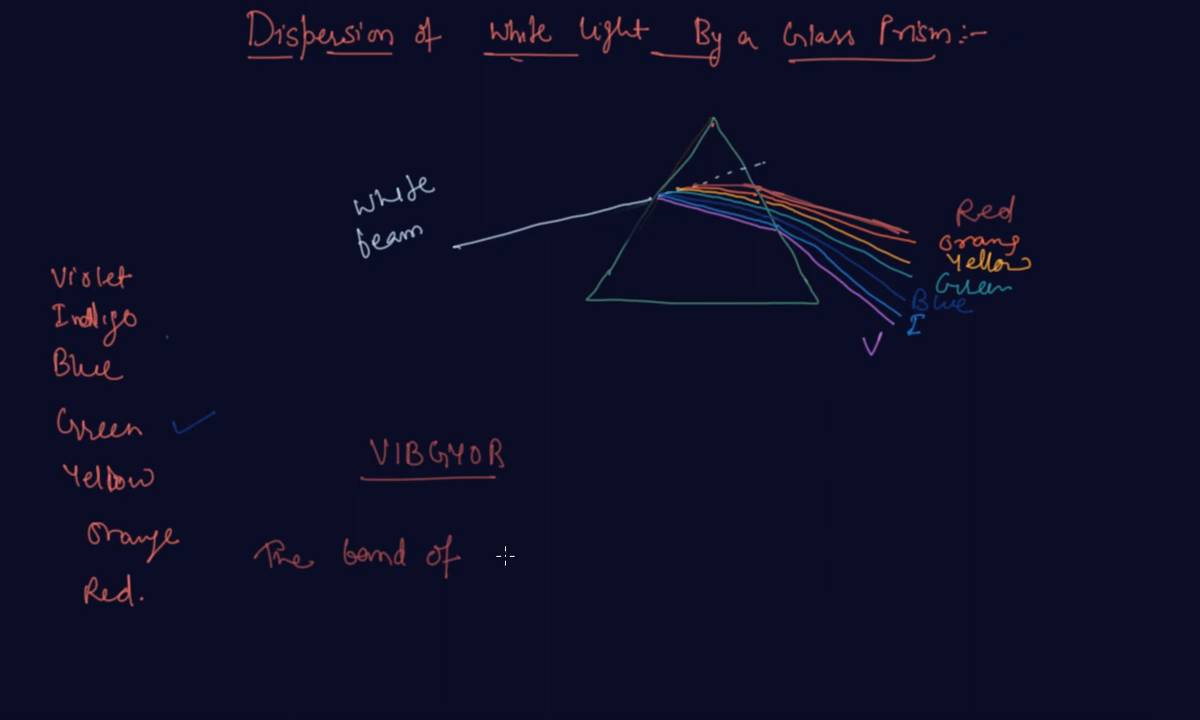 Dispersion of white light By a Glass Prism:-
White
beam
Red
Orang
Yellow
Green
Blue
I
V
Violet
Indigo
Blue
Green
Yellow
Orange
Red.
VIBGYOR
The band of